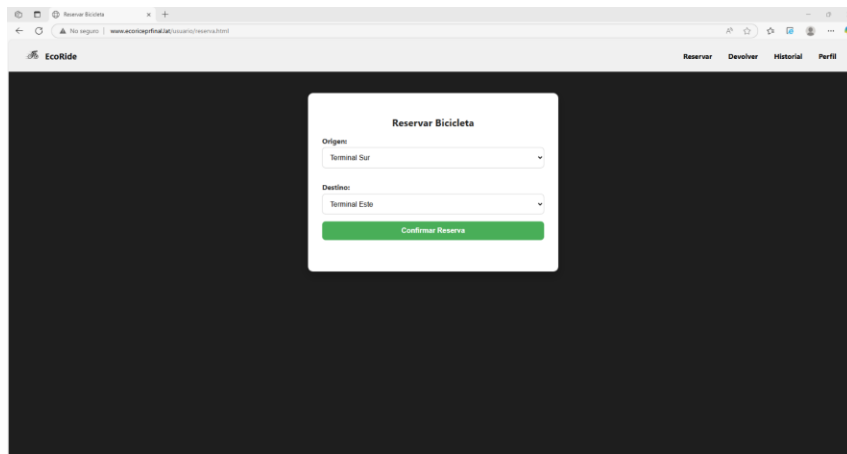 Reservar Bicicleta
No seguro | www.ecoriceprfinal.lat/usuario/reserva.html
EcoRide
Reservar Devolver Historial Perfil
Reservar Bicicleta
Origen:
Terminal Sur
Destino:
Terminal Este
Confirmar Reserva